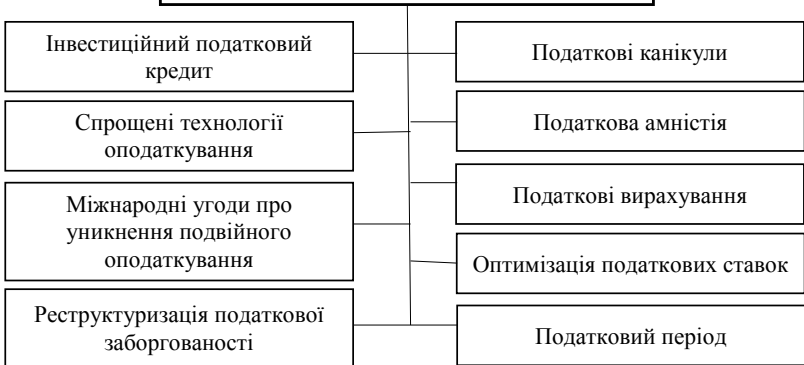 Інвестиційний податковий
кредит
Спрощені технології
оподаткування
Міжнародні угоди про
уникнення подвійного
оподаткування
Реструктуризація податкової
заборгованості
Податкові канікули
Податкова амністія
Податкові вирахування
Оптимізація податкових ставок
Податковий період